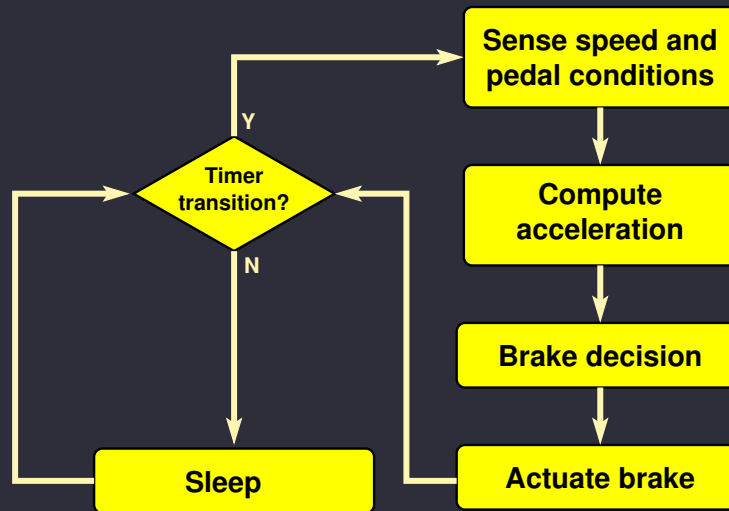 Sense speed and
pedal conditions
Y
Timer
transition?
Compute
acceleration
N
Brake decision
Sleep
Actuate brake